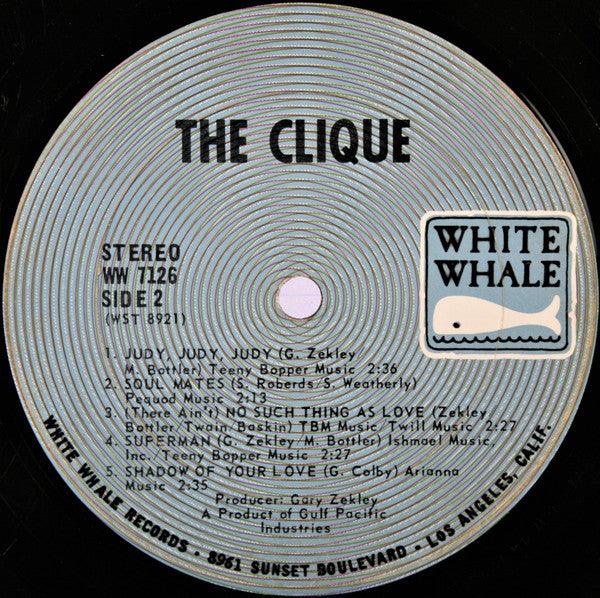 THE CLIQUE
STEREO
WW 7126
SIDE 2
(WST 8921)
WHITE
WHALE
1. JUDY, JUDY, JUDY (G. Zekley
M. Bottler) Teeny Bopper Music 2:36
2. SOUL MATES (S. Roberds/S. Weatherly)
Pequod Music 2:13
3. (There Ain't) NO SUCH THING AS LOVE (Zekley,
Bottler/Twain/Baskin) TBM Music/Twill Music 2:27
4. SUPERMAN (G. Zekley/M. Bottler) Ishmael Music,
Inc./Teeny Bopper Music 2:27
5. SHADOW OF YOUR LOVE (G. Colby) Arianna
Music 2:35
Producer: Gary Zekley
A Product of Gulf Pacific
Industries
WHITE WHALE RECORDS · 8961 SUNSET BOULEVARD · LOS ANGELES, CALIF.